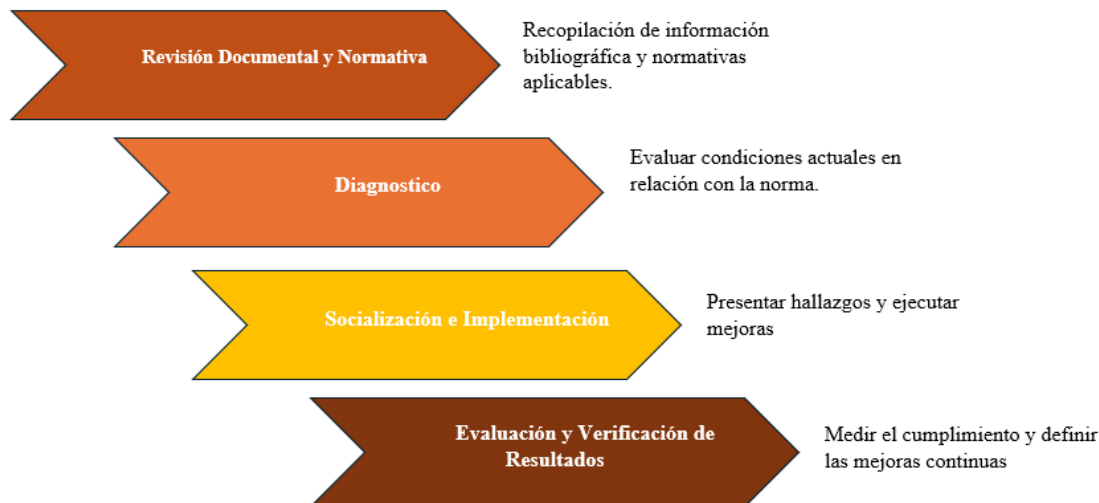 Revisión Documental y Normativa
Recopilación de información
bibliográfica y normativas
aplicables.
Diagnostico
Evaluar condiciones actuales en
relación con la norma.
Socialización e Implementación
Presentar hallazgos y ejecutar
mejoras
Evaluación y Verificación de
Resultados
Medir el cumplimiento y definir
las mejoras continuas